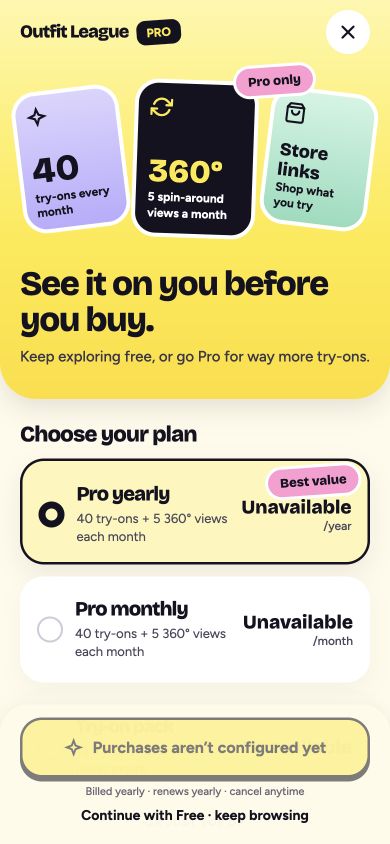 Outfit League PRO
Pro only
40
try-ons every
month
360°
5 spin-around
views a month
Store
links
Shop what
you try
See it on you before
you buy.
Keep exploring free, or go Pro for way more try-ons.
Choose your plan
Best value
Pro yearly
40 try-ons + 5 360° views
each month
Unavailable
/year
Pro monthly
40 try-ons + 5 360° views
each month
Unavailable
/month
Try-on pack
Purchases aren’t configured yet
Billed yearly · renews yearly · cancel anytime
Continue with Free · keep browsing